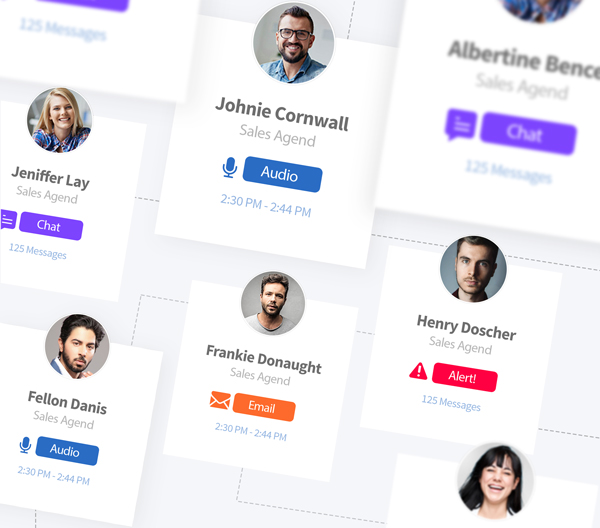 125 Messages
Albertine Bence
Sales Agend
Chat
125 Messages
Johnie Cornwall
Sales Agend
Audio
2:30 PM - 2:44 PM
Jeniffer Lay
Sales Agend
Chat
125 Messages
Henry Doscher
Sales Agend
Alert!
125 Messages
Frankie Donaught
Sales Agend
Email
2:30 PM - 2:44 PM
Fellon Danis
Sales Agend
Audio
2:30 PM - 2:44 PM